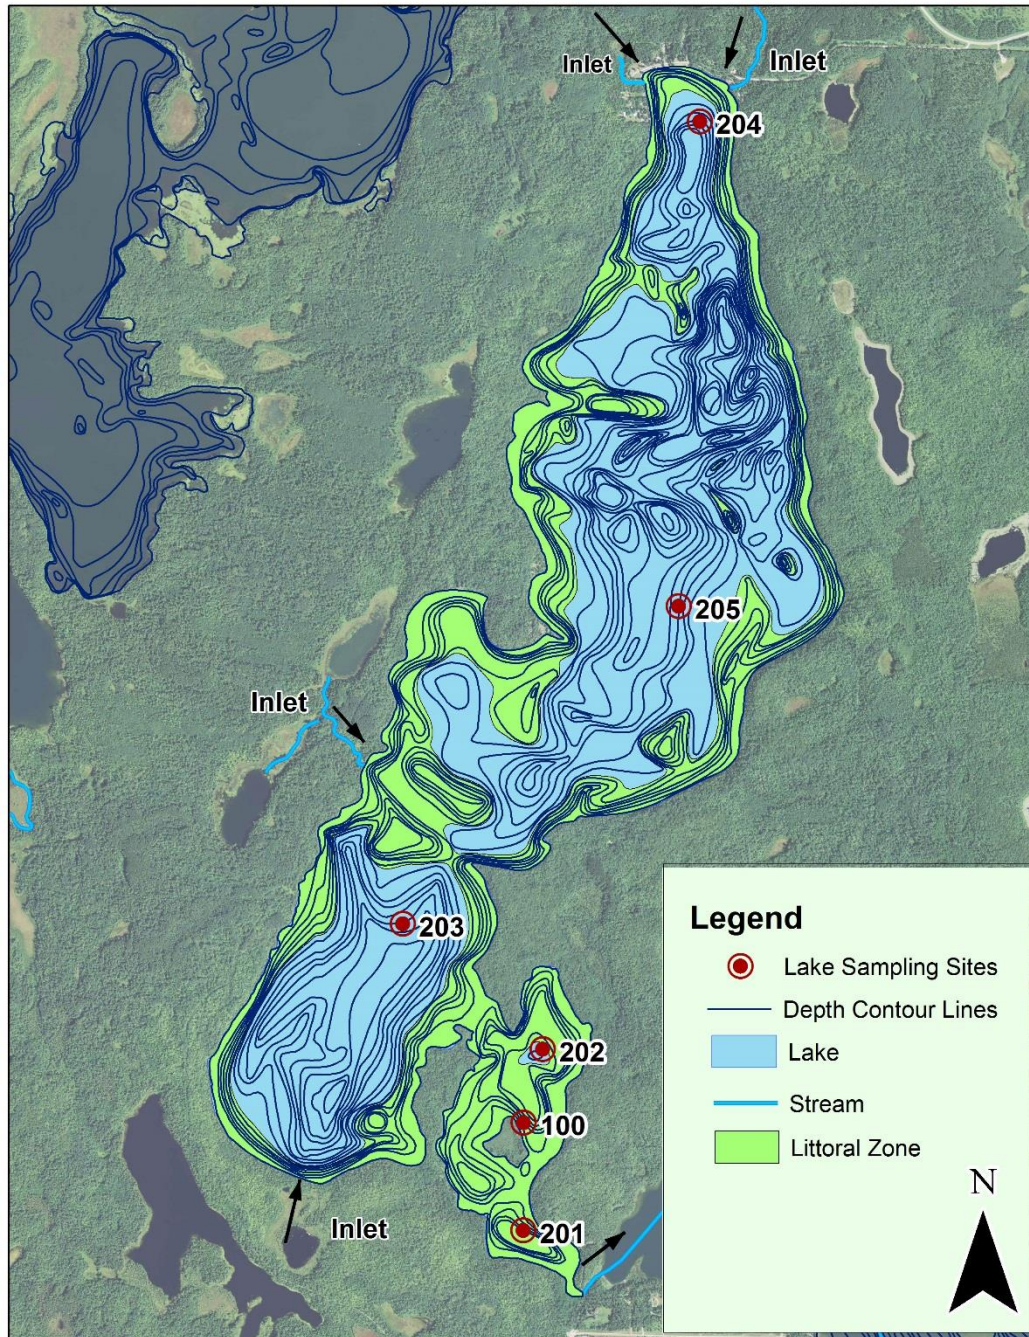 Inlet
Inlet
204
205
Inlet
203
202
100
201
Inlet
Legend
Lake Sampling Sites
Depth Contour Lines
Lake
Stream
Littoral Zone
N